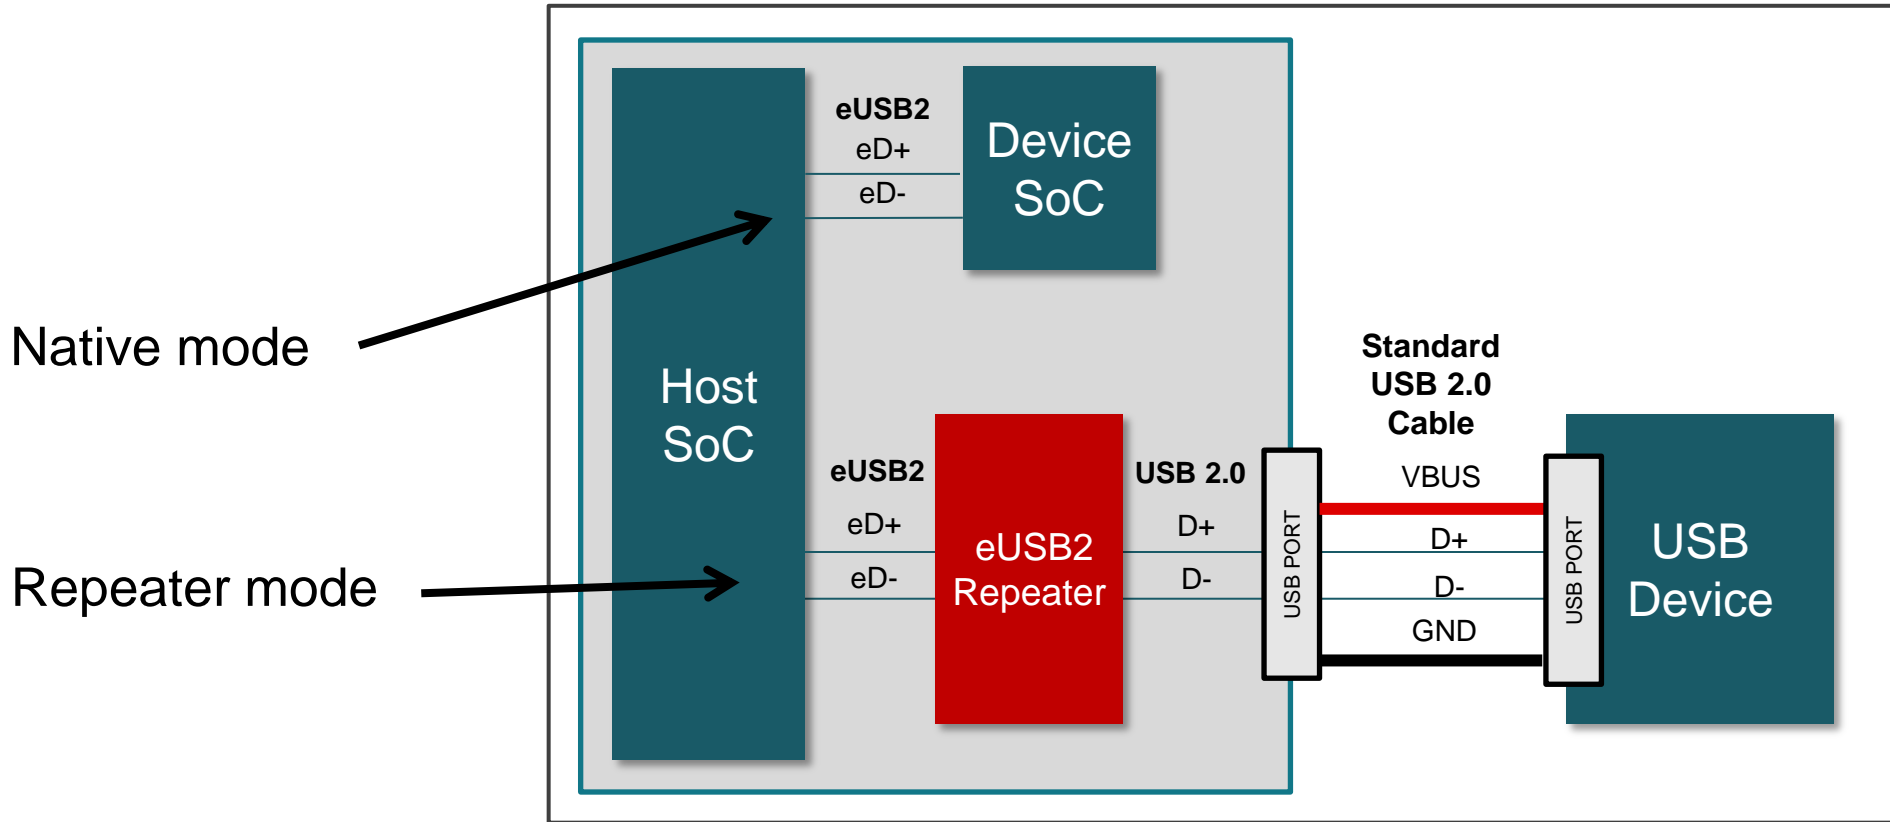 eUSB2
eD+
eD-
Device
SoC
Native mode
Host
SoC
Standard
USB 2.0
Cable
Repeater mode
eUSB2
eD+
eD-
eUSB2
Repeater
USB 2.0
D+
D-
USB PORT
VBUS
D+
D-
GND
USB PORT
USB
Device